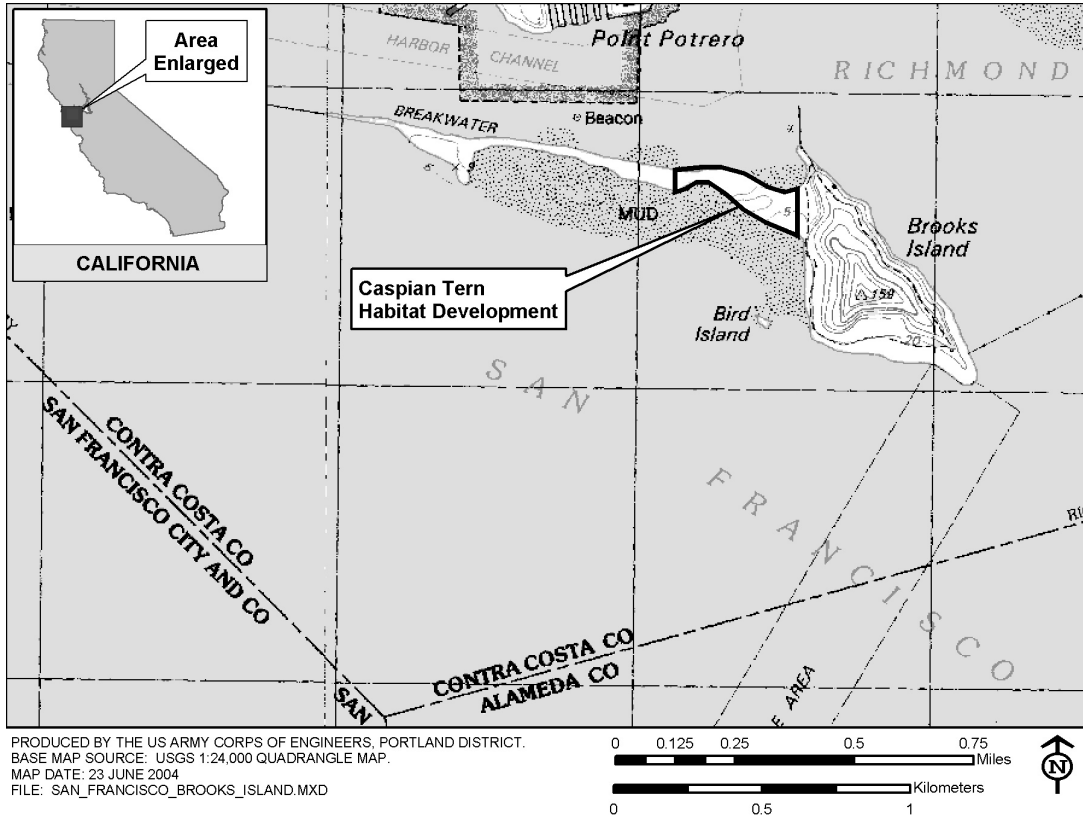 Area
Enlarged
CALIFORNIA
Point Potrero
HARBOR CHANNEL
RICHMOND
BREAKWATER
Beacon
MUD
5
Brooks
Island
159
20
Bird
Island
Caspian Tern
Habitat Development
SAN
FRANCISCO
CONTRA COSTA CO
SAN FRANCISCO CITY AND CO
CONTRA COSTA CO
ALAMEDA CO
SAN
E AREA
PRODUCED BY THE US ARMY CORPS OF ENGINEERS, PORTLAND DISTRICT.
BASE MAP SOURCE: USGS 1:24,000 QUADRANGLE MAP.
MAP DATE: 23 JUNE 2004
FILE: SAN_FRANCISCO_BROOKS_ISLAND.MXD
0 0.125 0.25 0.5 0.75
Miles
Kilometers
0 0.5 1
N